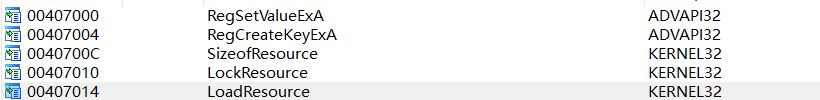 00407000 RegSetValueExA ADVAPI32
00407004 RegCreateKeyExA ADVAPI32
0040700C SizeofResource KERNEL32
00407010 LockResource KERNEL32
00407014 LoadResource KERNEL32